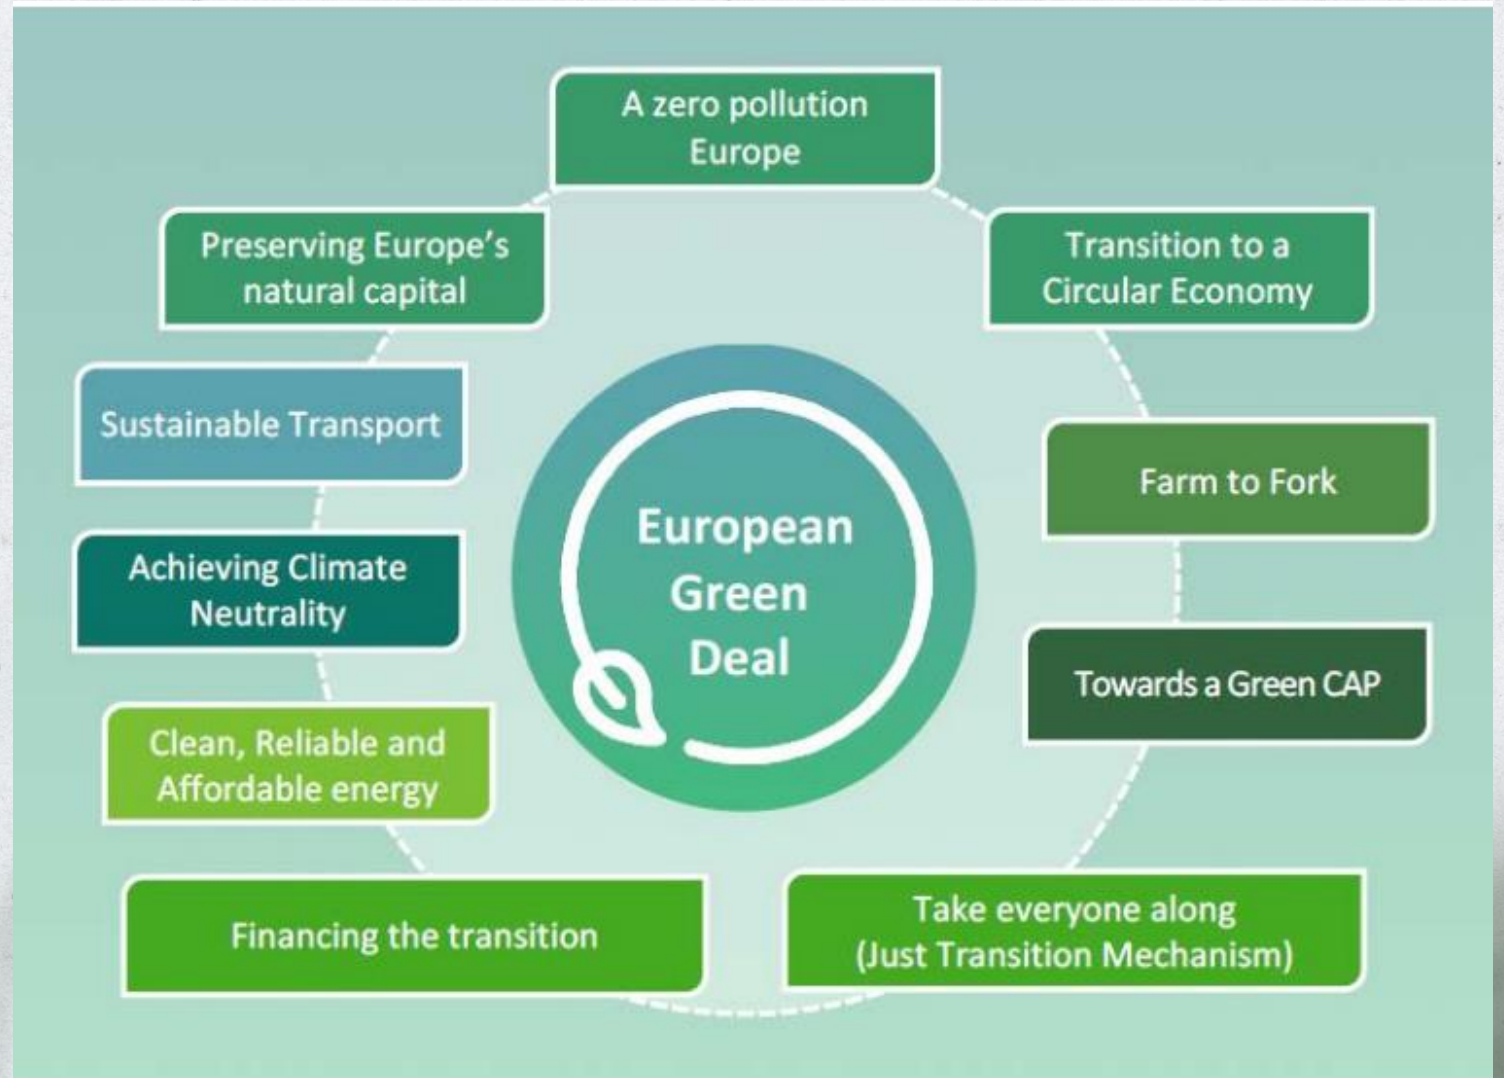 A zero pollution
Europe
Preserving Europe's
natural capital
Transition to a
Circular Economy
Sustainable Transport
Farm to Fork
European
Green
Deal
Achieving Climate
Neutrality
Towards a Green CAP
Clean, Reliable and
Affordable energy
Financing the transition
Take everyone along
(Just Transition Mechanism)